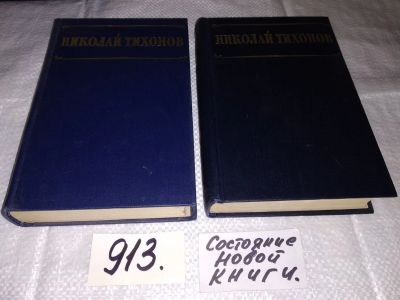 НИКОЛАЙ ТИХОНОВ
НИКОЛАЙ ТИХОНОВ
913.
Состояние
новой
книги.